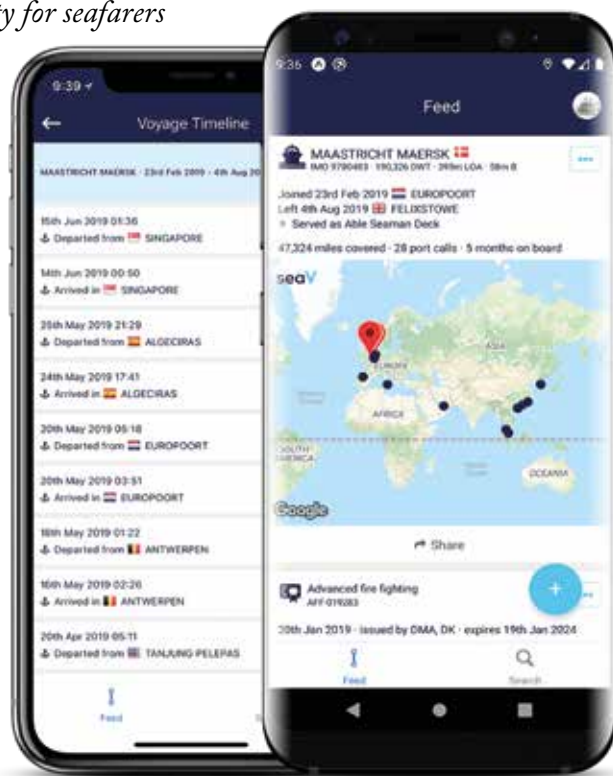 ty for seafarers
9:39
Voyage Timeline
MAASTRICHT MAERSK · 23rd Feb 2019 - 4th Aug 20
15th Jun 2019 01:36
Departed from SINGAPORE
14th Jun 2019 00:50
Arrived in SINGAPORE
25th May 2019 21:29
Departed from ALGECIRAS
24th May 2019 17:41
Arrived in ALGECIRAS
20th May 2019 05:18
Departed from EUROPOORT
20th May 2019 03:51
Arrived in EUROPOORT
18th May 2019 01:22
Departed from ANTWERPEN
16th May 2019 02:26
Arrived in ANTWERPEN
20th Apr 2019 05:11
Departed from TANJUNG PELEPAS
Feed
9:36
Feed
MAASTRICHT MAERSK
IMO 9780483 · 190,326 DWT · 399m LOA · 58m B
Joined 23rd Feb 2019 EUROPOORT
Left 4th Aug 2019 FELIXSTOWE
Served as Able Seaman Deck
47,324 miles covered · 28 port calls · 5 months on board
seaV
ASIA
EUROPE
AFRICA
SOUTH AMERICA
OCEANIA
Google
Share
Advanced fire fighting
AFF-019283
20th Jan 2019 · issued by DMA, DK · expires 19th Jan 2024
Feed
Search